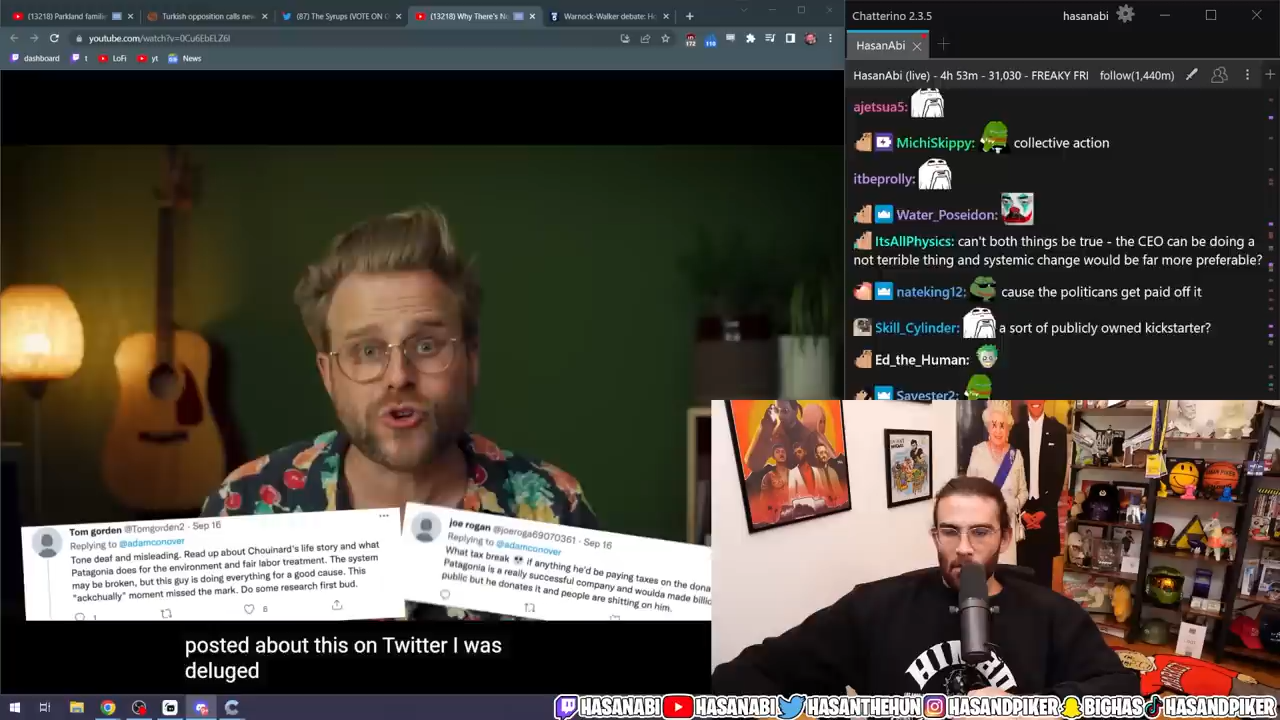 (13218) Parkland familie
Turkish opposition calls new
(87) The Syrups (VOTE ON O
(13218) Why There's No
Warnock-Walker debate: Ho
youtube.com/watch?v=0Cu6EbELZ6I
172
110
dashboard
t
LoFi
yt
News
Tom gorden @Tomgorden2 · Sep 16
Replying to @adamconover
Tone deaf and misleading. Read up about Chouinard's life story and what
Patagonia does for the environment and fair labor treatment. The system
may be broken, but this guy is doing everything for a good cause. This
"ackchually" moment missed the mark. Do some research first bud.
1
6
joe rogan @joeroga69070361 · Sep 16
Replying to @adamconover
What tax break 💀 if anything he'd be paying taxes on the dona
Patagonia is a really successful company and woulda made billio
public but he donates it and people are shitting on him.
posted about this on Twitter I was
deluged
Chatterino 2.3.5
hasanabi
HasanAbi
HasanAbi (live) - 4h 53m - 31,030 - FREAKY FRI
follow(1,440m)
ajetsua5:
MichiSkippy: collective action
itbeprolly:
Water_Poseidon:
ItsAllPhysics: can't both things be true - the CEO can be doing a
not terrible thing and systemic change would be far more preferable?
nateking12: cause the politicans get paid off it
Skill_Cylinder: a sort of publicly owned kickstarter?
Ed_the_Human:
Savester2:
HASANABI
HASANABI
HASANTHEHUN
HASANDPIKER
BIGHAS
HASANDPIKER